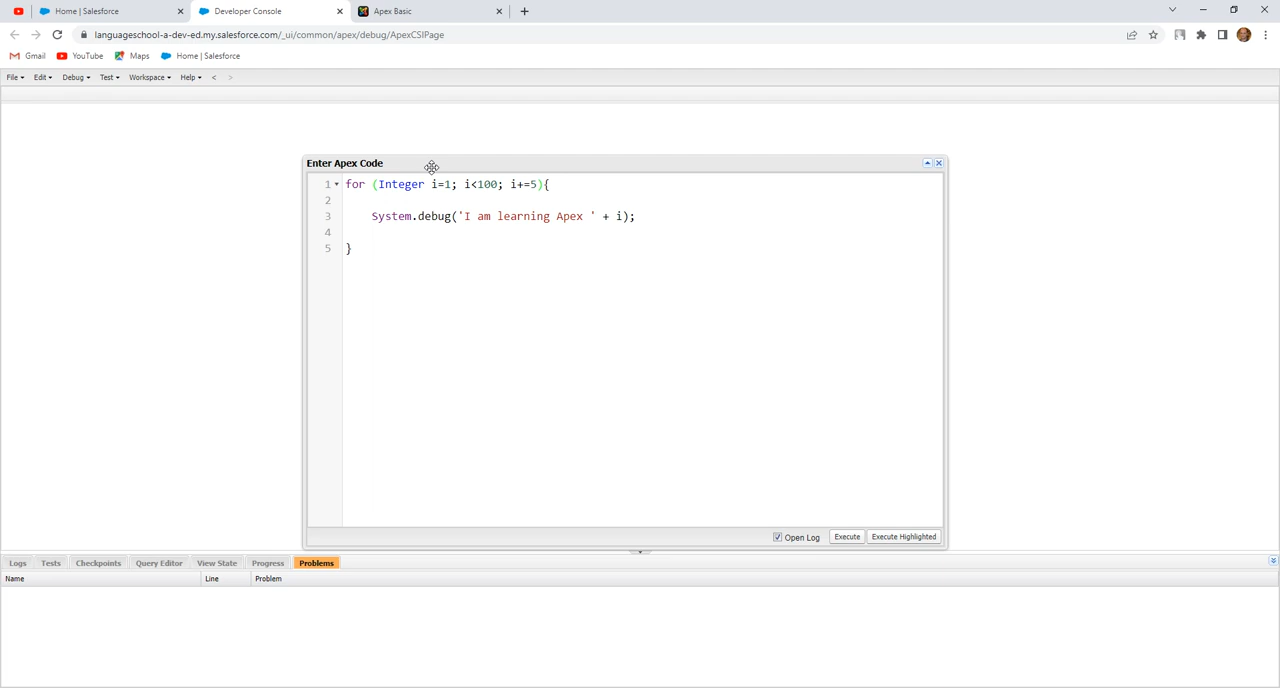 Home | Salesforce
Developer Console
Apex Basic
languageschool-a-dev-ed.my.salesforce.com/_ui/common/apex/debug/ApexCSIPage
Gmail YouTube Maps Home | Salesforce
File Edit Debug Test Workspace Help < >
Enter Apex Code
1 for (Integer i=1; i<100; i+=5){
2
3 System.debug('I am learning Apex ' + i);
4
5 }
Open Log Execute Execute Highlighted
Logs Tests Checkpoints Query Editor View State Progress Problems
Name Line Problem